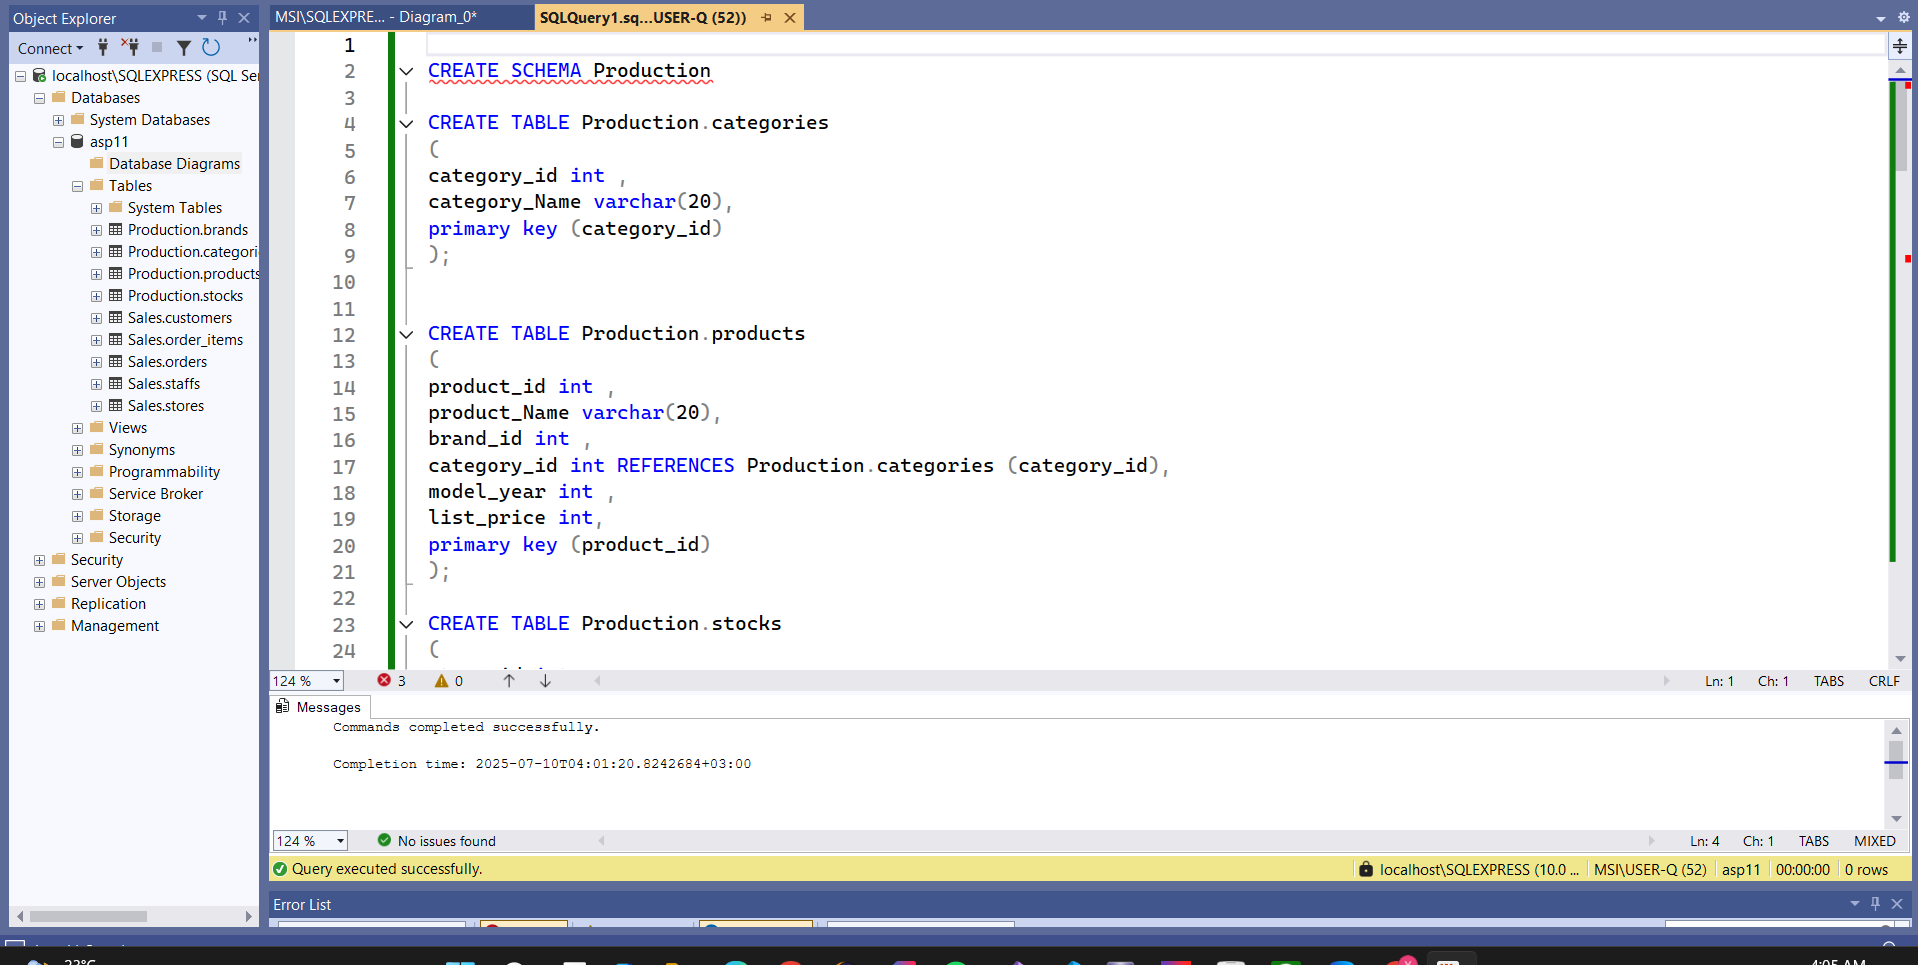 Object Explorer
Connect
localhost\SQLEXPRESS (SQL Se
Databases
System Databases
asp11
Database Diagrams
Tables
System Tables
Production.brands
Production.categori
Production.products
Production.stocks
Sales.customers
Sales.order_items
Sales.orders
Sales.staffs
Sales.stores
Views
Synonyms
Programmability
Service Broker
Storage
Security
Security
Server Objects
Replication
Management
MSI\SQLEXPRE... - Diagram_0*
SQLQuery1.sq...USER-Q (52))
1
2 CREATE SCHEMA Production
3
4 CREATE TABLE Production.categories
5 (
6 category_id int ,
7 category_Name varchar(20),
8 primary key (category_id)
9 );
10
11
12 CREATE TABLE Production.products
13 (
14 product_id int ,
15 product_Name varchar(20),
16 brand_id int ,
17 category_id int REFERENCES Production.categories (category_id),
18 model_year int ,
19 list_price int,
20 primary key (product_id)
21 );
22
23 CREATE TABLE Production.stocks
24 (
124 % 3 0 Ln: 1 Ch: 1 TABS CRLF
Messages
Commands completed successfully.
Completion time: 2025-07-10T04:01:20.8242684+03:00
124 % No issues found Ln: 4 Ch: 1 TABS MIXED
Query executed successfully. localhost\SQLEXPRESS (10.0 ... MSI\USER-Q (52) asp11 00:00:00 0 rows
Error List
23°C
4:05 AM